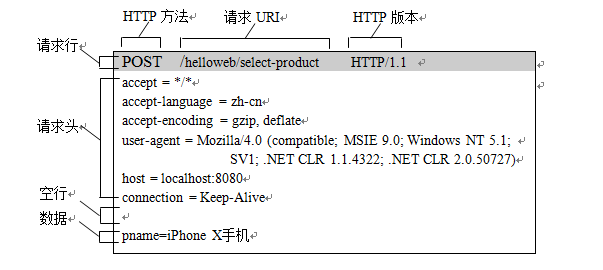 HTTP 方法 请求 URI HTTP 版本
请求行 POST /helloweb/select-product HTTP/1.1
accept = */*
accept-language = zh-cn
accept-encoding = gzip, deflate
请求头 user-agent = Mozilla/4.0 (compatible; MSIE 9.0; Windows NT 5.1;
SV1; .NET CLR 1.1.4322; .NET CLR 2.0.50727)
host = localhost:8080
connection = Keep-Alive
空行
数据 pname=iPhone X手机